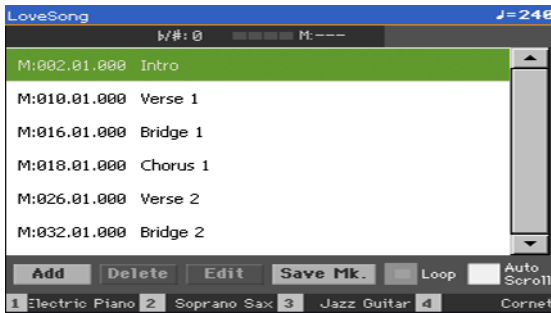 LoveSong ♩=240
b/#:0 M:---
M:002.01.000 Intro
M:010.01.000 Verse 1
M:016.01.000 Bridge 1
M:018.01.000 Chorus 1
M:026.01.000 Verse 2
M:032.01.000 Bridge 2
Add Delete Edit Save Mk. Loop Auto Scroll
1 Electric Piano 2 Soprano Sax 3 Jazz Guitar 4 Cornet